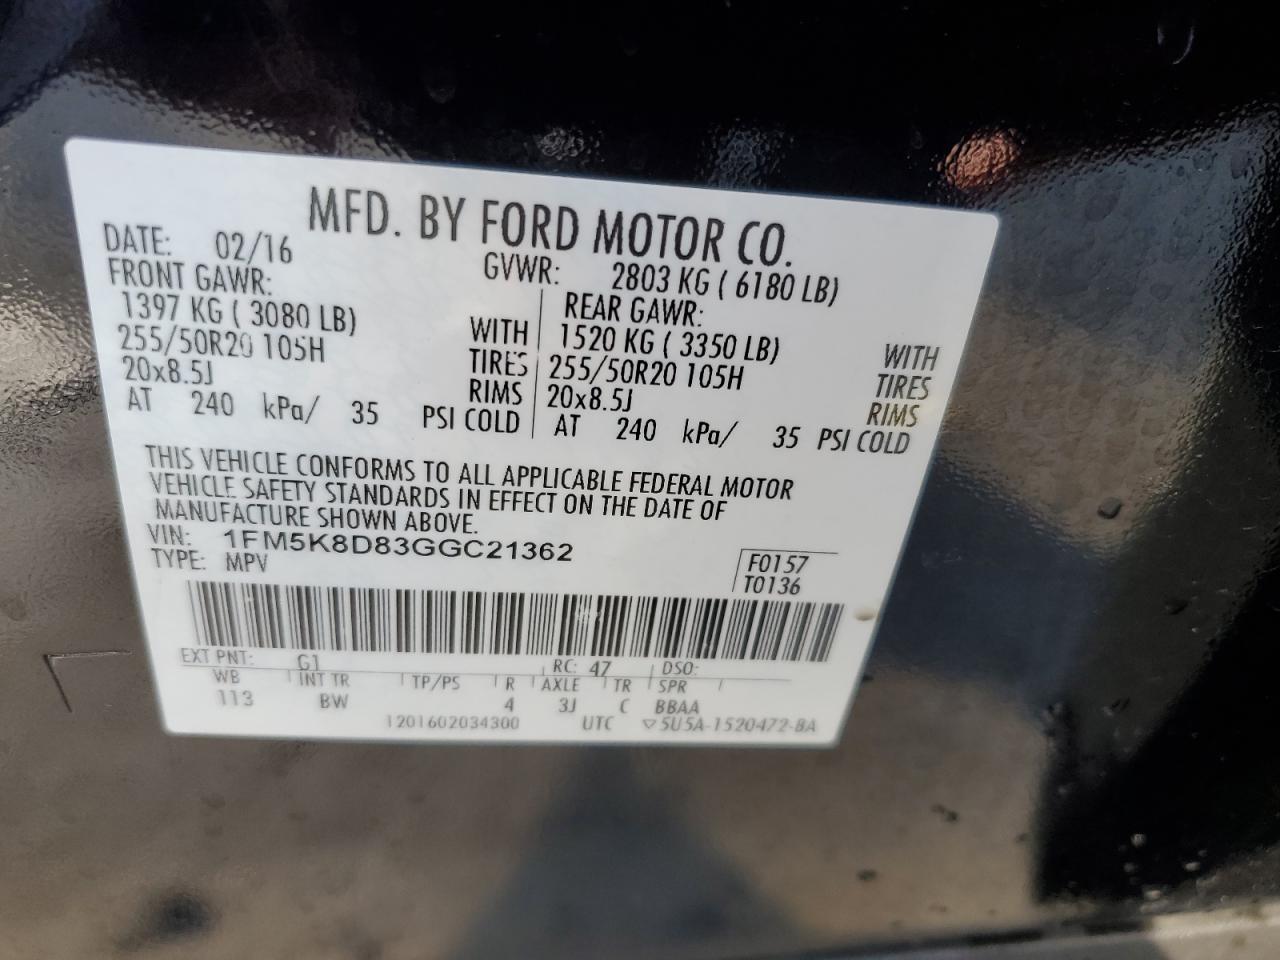 MFD. BY FORD MOTOR CO.
DATE: 02/16 GVWR: 2803 KG ( 6180 LB)
FRONT GAWR: REAR GAWR:
1397 KG ( 3080 LB) WITH 1520 KG ( 3350 LB) WITH
255/50R20 105H TIRES 255/50R20 105H TIRES
20x8.5J RIMS 20x8.5J RIMS
AT 240 kPa/ 35 PSI COLD AT 240 kPa/ 35 PSI COLD
THIS VEHICLE CONFORMS TO ALL APPLICABLE FEDERAL MOTOR
VEHICLE SAFETY STANDARDS IN EFFECT ON THE DATE OF
MANUFACTURE SHOWN ABOVE.
VIN: 1FM5K8D83GGC21362
TYPE: MPV
F0157
T0136
EXT PNT: G1 RC: 47 DSO:
WB INT TR TP/PS R AXLE TR SPR
113 BW 4 3J C BBAA
1201602034300 UTC ▽5U5A-1520472-BA